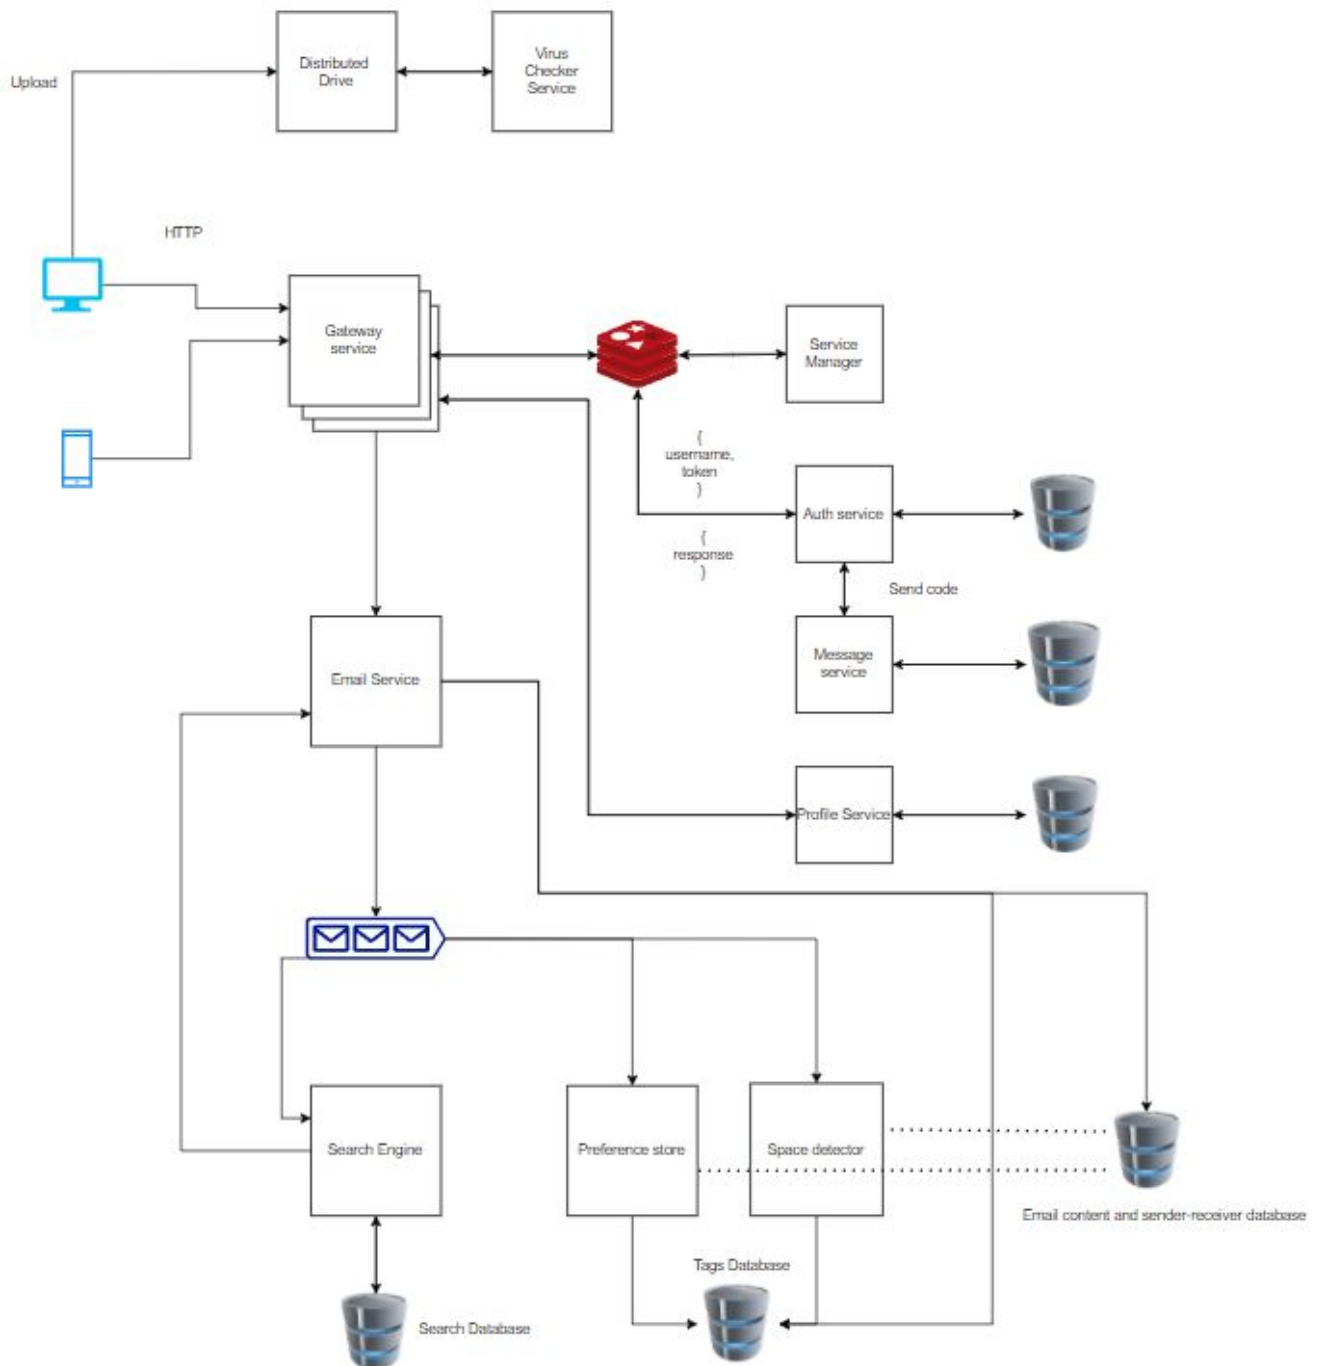 Distributed
Drive
Virus
Checker
Service
Upload
HTTP
Gateway
service
Service
Manager
{
username,
token
}
Auth service
{
response
}
Send code
Message
service
Email Service
Profile Service
Search Engine
Preference store
Space detector
Email content and sender-receiver database
Tags Database
Search Database